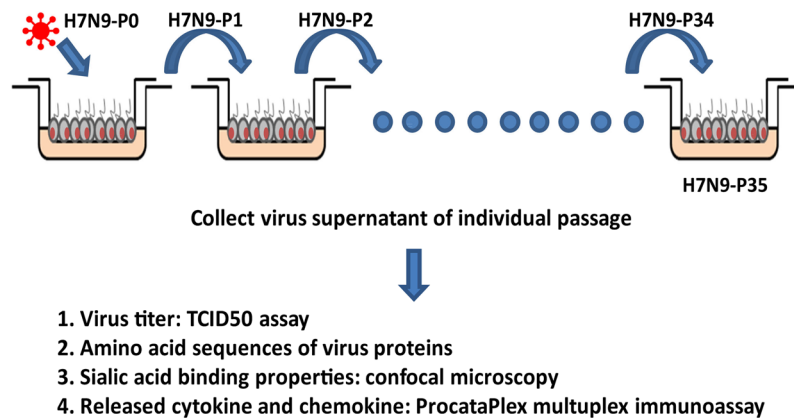 H7N9-P0
H7N9-P1
H7N9-P2
H7N9-P34
H7N9-P35
Collect virus supernatant of individual passage
1. Virus titer: TCID50 assay
2. Amino acid sequences of virus proteins
3. Sialic acid binding properties: confocal microscopy
4. Released cytokine and chemokine: ProcataPlex multuplex immunoassay